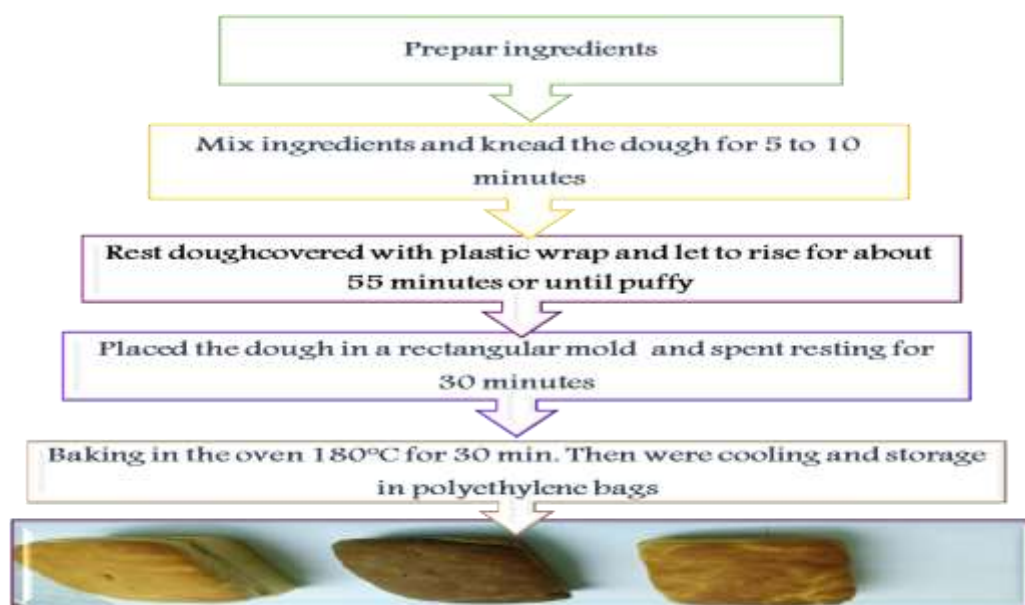 Prepar ingredients
Mix ingredients and knead the dough for 5 to 10
minutes
Rest doughcovered with plastic wrap and let to rise for about
55 minutes or until puffy
Placed the dough in a rectangular mold and spent resting for
30 minutes
Baking in the oven 180°C for 30 min. Then were cooling and storage
in polyethylene bags